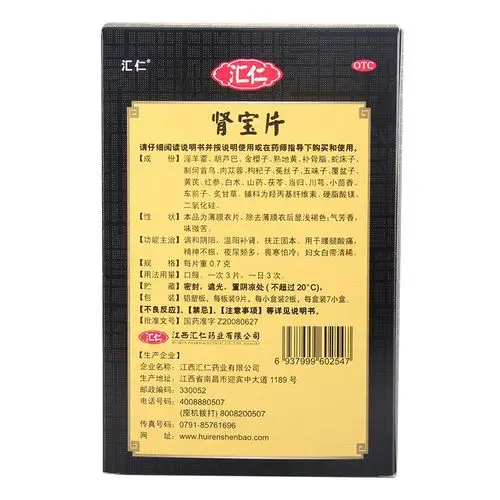 汇仁®
汇仁
OTC
肾宝片
请仔细阅读说明书并按说明使用或在药师指导下购买和使用。
【成　　份】淫羊藿、胡芦巴、金樱子、熟地黄、补骨脂、蛇床子、
制何首乌、肉苁蓉、枸杞子、菟丝子、五味子、覆盆子、
黄芪、红参、白术、山药、茯苓、当归、川芎、小茴香、
车前子、炙甘草。辅料为羟丙基纤维素、硬脂酸镁、
二氧化硅。
【性　　状】本品为薄膜衣片，除去薄膜衣后显浅褐色；气芳香，
味微苦。
【功能主治】调和阴阳，温阳补肾，扶正固本。用于腰腿酸痛，
精神不振，夜尿频多，畏寒怕冷；妇女白带清稀。
【规　　格】每片重0.7克
【用法用量】口服。一次3片，一日3次。
【贮　　藏】密封，遮光，置阴凉处（不超过20℃）。
【包　　装】铝塑板，每板装9片，每小盒装2板，每盒装7小盒。
【不良反应】、【禁忌】、【注意事项】等详见说明书。
【批准文号】国药准字 Z20080627
汇仁 江西汇仁药业有限公司
HUIREN PHARMACEUTICAL CO.,LTD.
6 937999 602547
【生产企业】
企业名称：江西汇仁药业有限公司
生产地址：江西省南昌市迎宾中大道1189号
邮政编码：330052
电话号码：4008880507
(座机拨打) 8008200507
传真号码：0791-85761696
网　　址：www.huirenshenbao.com